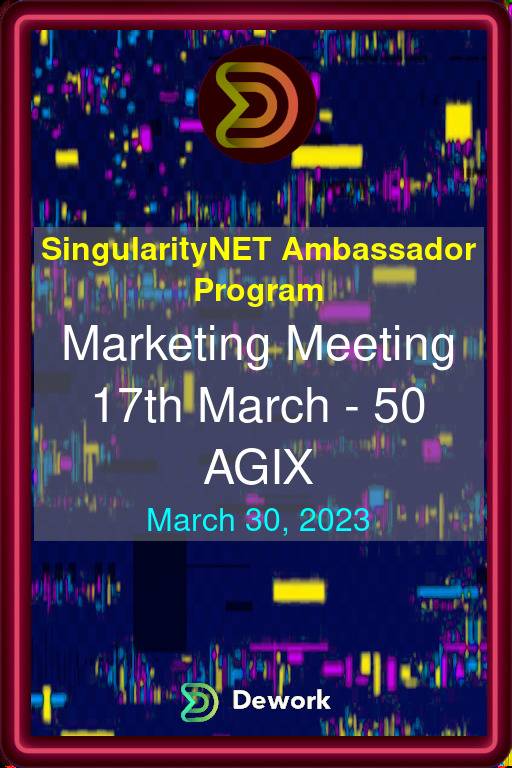 SingularityNET Ambassador
Program
Marketing Meeting
17th March - 50
AGIX
March 30, 2023
Dework